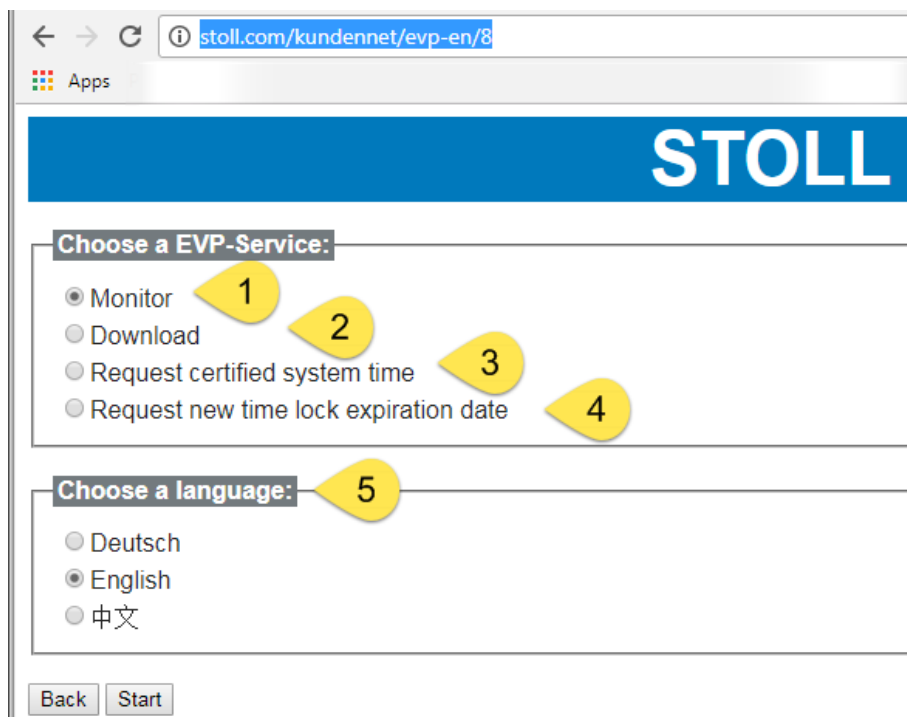 stoll.com/kundennet/evp-en/8
Apps
STOLL
Choose a EVP-Service:
Monitor 1
Download 2
Request certified system time 3
Request new time lock expiration date 4
Choose a language: 5
Deutsch
English
中文
Back Start